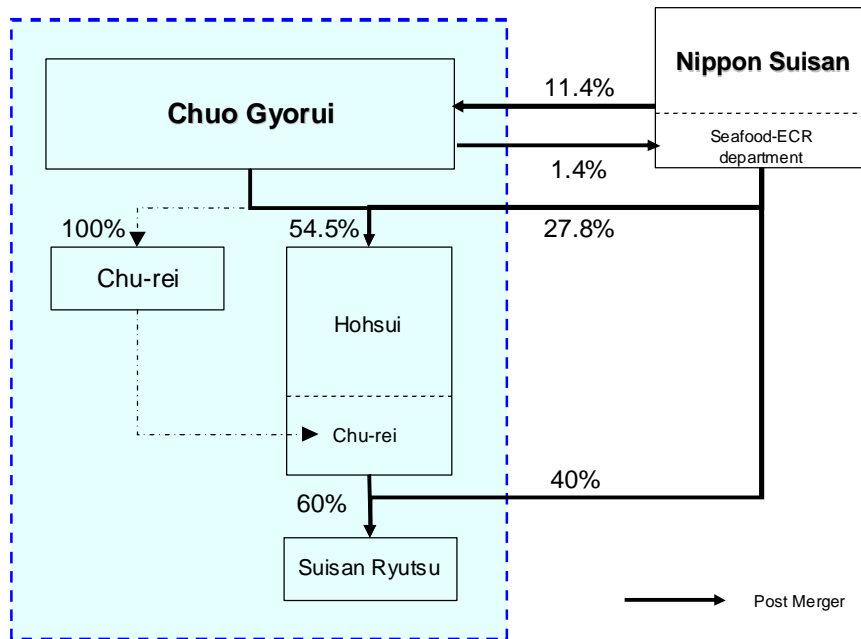 Nippon Suisan
11.4%
Chuo Gyorui
Seafood-ECR
department
1.4%
100%
54.5%
27.8%
Chu-rei
Hohsui
Chu-rei
60%
40%
Suisan Ryutsu
Post Merger